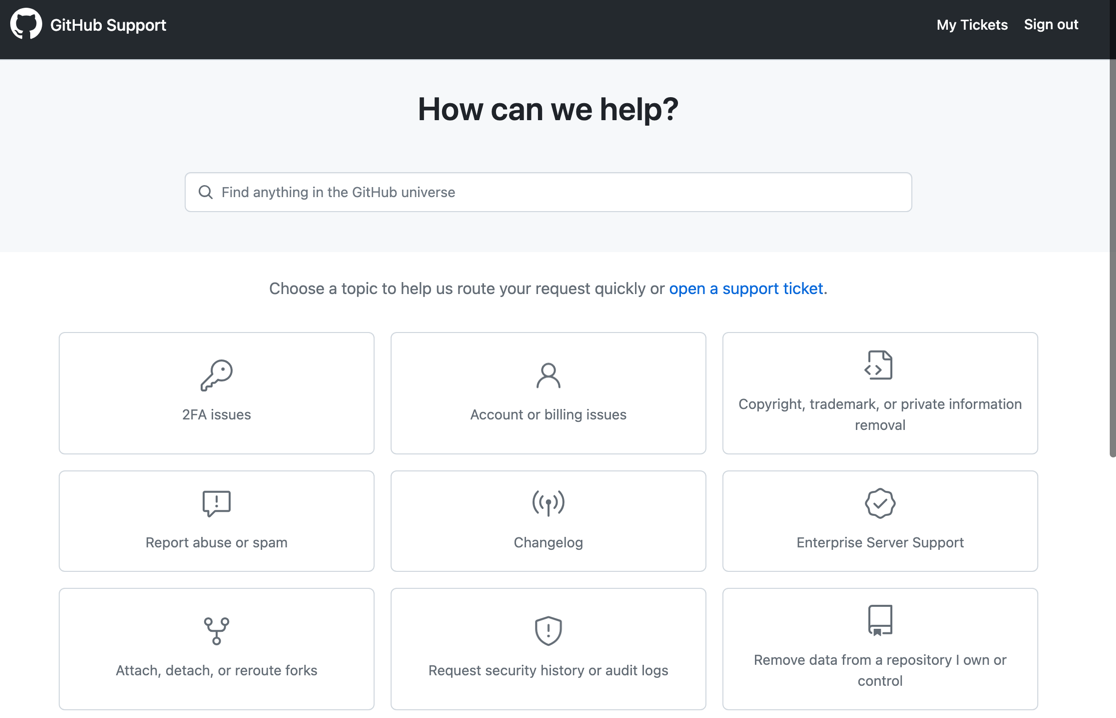 GitHub Support
My Tickets
Sign out
How can we help?
Find anything in the GitHub universe
Choose a topic to help us route your request quickly or open a support ticket.
2FA issues
Account or billing issues
Copyright, trademark, or private information
removal
Report abuse or spam
Changelog
Enterprise Server Support
Attach, detach, or reroute forks
Request security history or audit logs
Remove data from a repository I own or
control